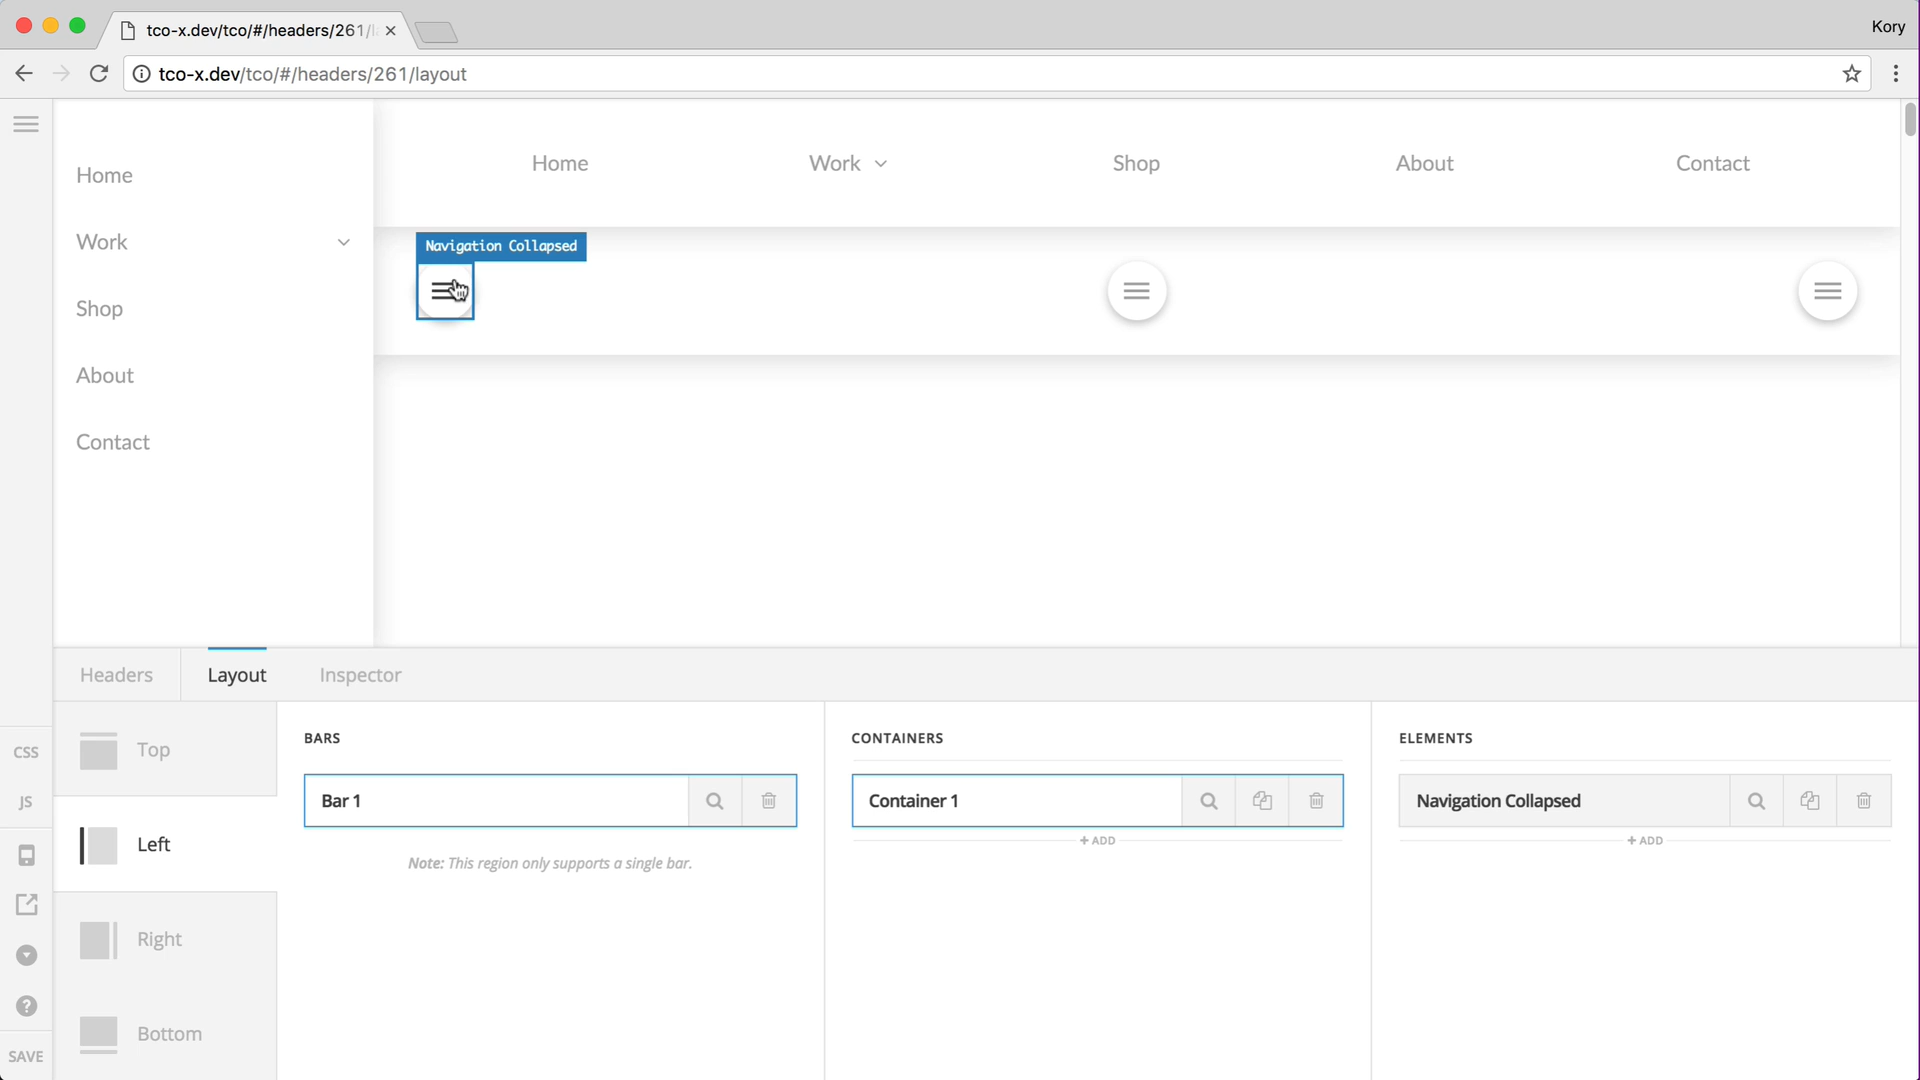 tco-x.dev/tco/#/headers/261/l
Kory
tco-x.dev/tco/#/headers/261/layout
Home
Work
Shop
About
Contact
Home
Work
Shop
About
Contact
Navigation Collapsed
Headers
Layout
Inspector
CSS
JS
SAVE
Top
Left
Right
Bottom
BARS
Bar 1
Note: This region only supports a single bar.
CONTAINERS
Container 1
+ ADD
ELEMENTS
Navigation Collapsed
+ ADD